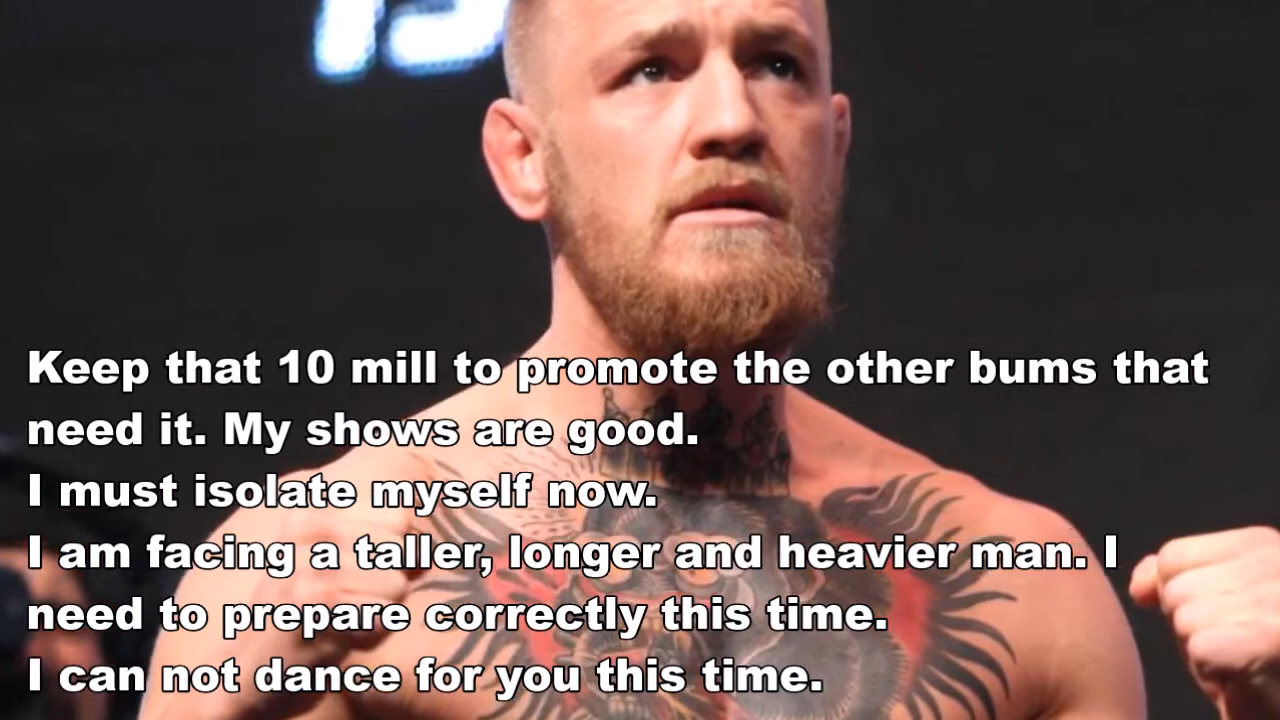 Keep that 10 mill to promote the other bums that
need it. My shows are good.
I must isolate myself now.
I am facing a taller, longer and heavier man. I
need to prepare correctly this time.
I can not dance for you this time.